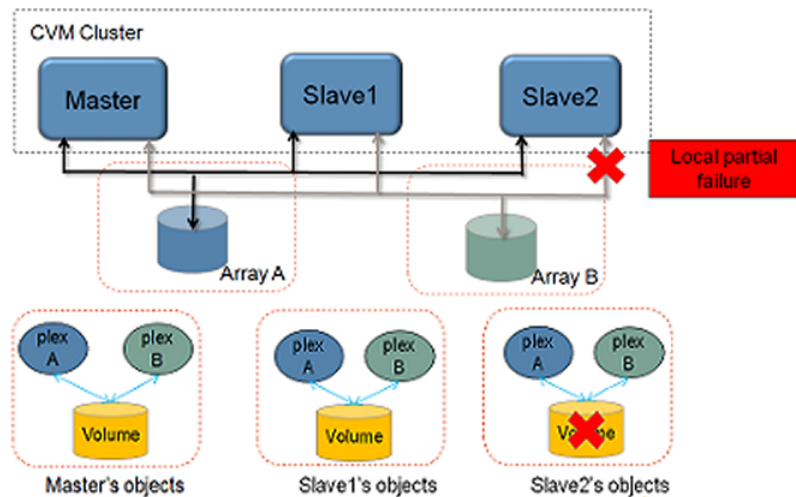 CVM Cluster
Master
Slave1
Slave2
Local partial
failure
Array A
Array B
plex
A
plex
B
Volume
plex
A
plex
B
Volume
plex
A
plex
B
Volume
Master's objects
Slave1's objects
Slave2's objects